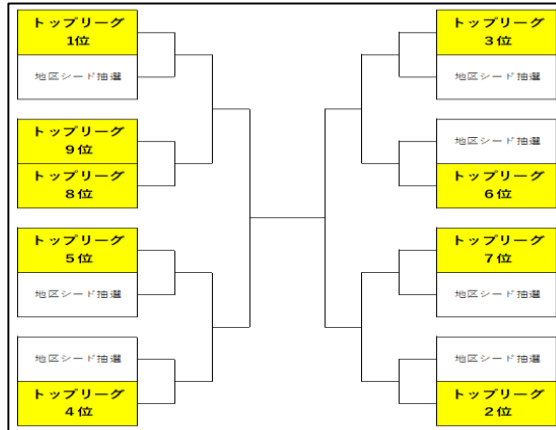 トップリーグ
1位
地区シード抽選
トップリーグ
9位
トップリーグ
8位
トップリーグ
5位
地区シード抽選
地区シード抽選
トップリーグ
4位
トップリーグ
3位
地区シード抽選
地区シード抽選
トップリーグ
6位
トップリーグ
7位
地区シード抽選
地区シード抽選
トップリーグ
2位